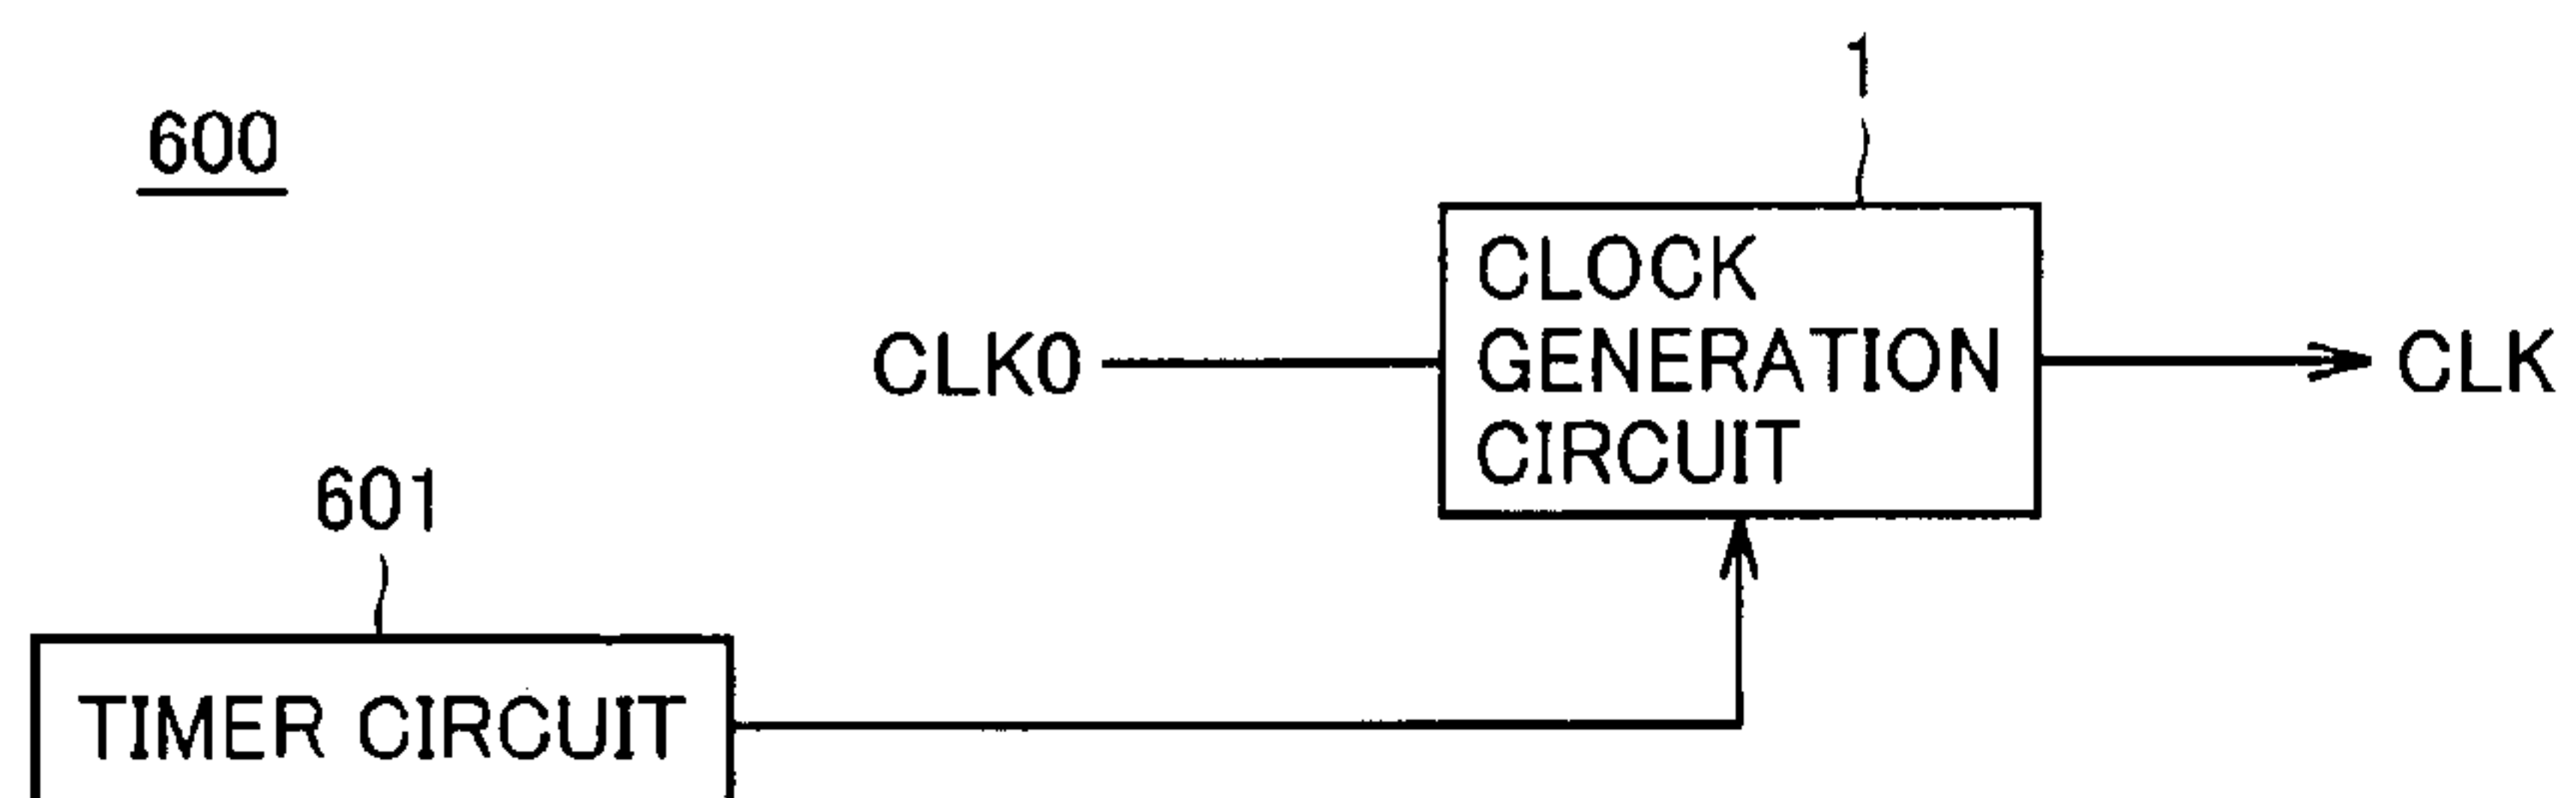 1
600
CLOCK
GENERATION
CIRCUIT
CLK0
CLK
601
TIMER CIRCUIT